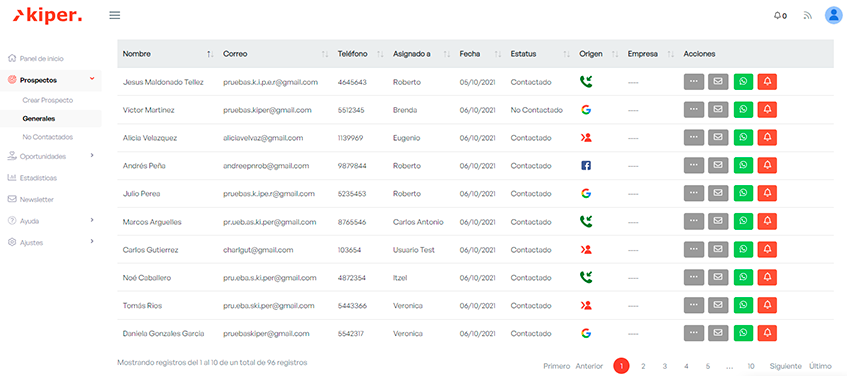 kiper.
0
Panel de inicio
Prospectos
Crear Prospecto
Generales
No Contactados
Oportunidades
Estadísticas
Newsletter
Ayuda
Ajustes
Nombre Correo Teléfono Asignado a Fecha Estatus Origen Empresa Acciones
Jesus Maldonado Tellez pruebas.k.i.p.e.r@gmail.com 4645643 Roberto 05/10/2021 Contactado ----
Victor Martinez pruebas.kiper@gmail.com 5512345 Brenda 06/10/2021 No Contactado ----
Alicia Velazquez aliciavelvaz@gmail.com 1139969 Eugenio 06/10/2021 Contactado ----
Andrés Peña andreepnrob@gmail.com 9879844 Roberto 06/10/2021 Contactado ----
Julio Perea pruebas.k.ipe.r@gmail.com 5235453 Roberto 06/10/2021 Contactado ----
Marcos Arguelles pr.ueb.as.ki.per@gmail.com 8765546 Carlos Antonio 06/10/2021 Contactado ----
Carlos Gutierrez charlgut@gmail.com 103654 Usuario Test 06/10/2021 Contactado ----
Noé Caballero pru.eba.s.ki.per@gmail.com 4872354 Itzel 06/10/2021 Contactado ----
Tomás Ríos pru.eba.ski.per@gmail.com 5443366 Veronica 06/10/2021 Contactado ----
Daniela Gonzales Garcia pruebaskiper@gmail.com 5542317 Veronica 06/10/2021 Contactado ----
Mostrando registros del 1 al 10 de un total de 96 registros
Primero Anterior 1 2 3 4 5 ... 10 Siguiente Último